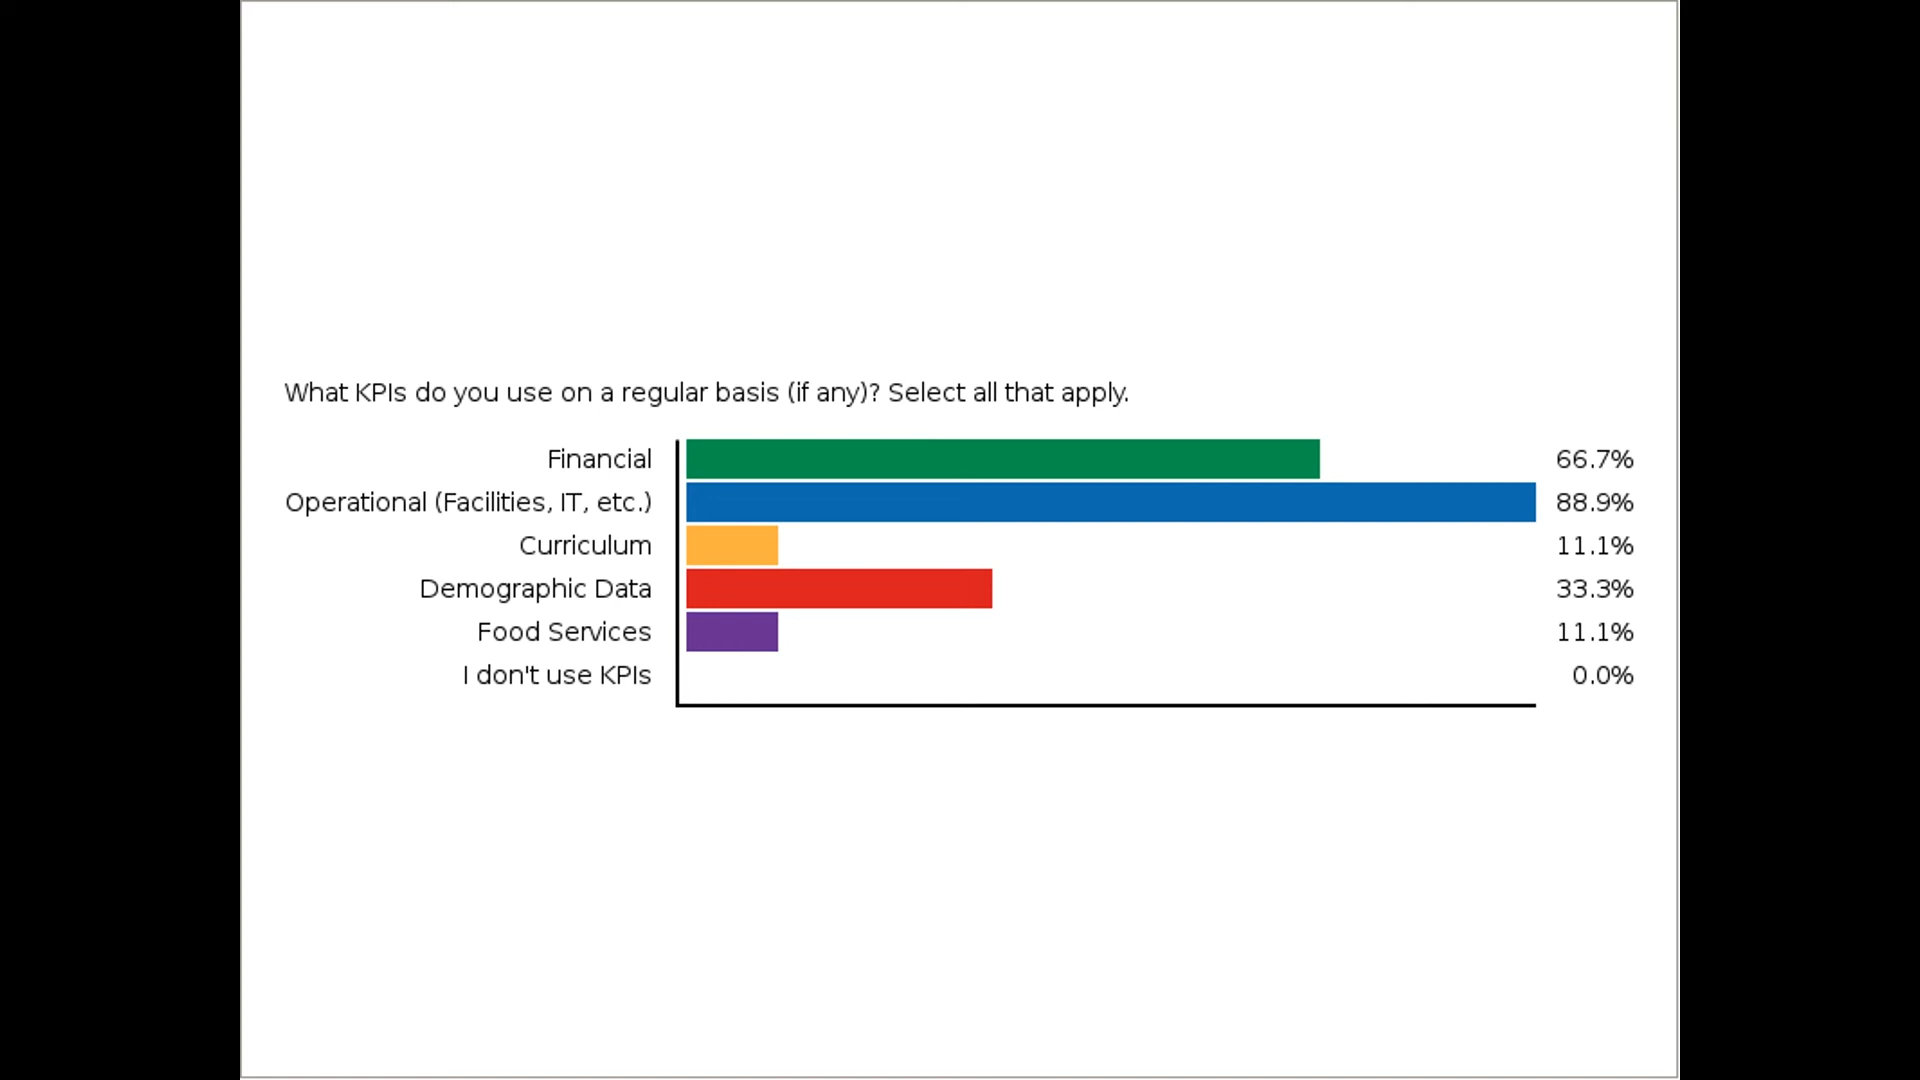 What KPIs do you use on a regular basis (if any)? Select all that apply.
Financial 66.7%
Operational (Facilities, IT, etc.) 88.9%
Curriculum 11.1%
Demographic Data 33.3%
Food Services 11.1%
I don't use KPIs 0.0%